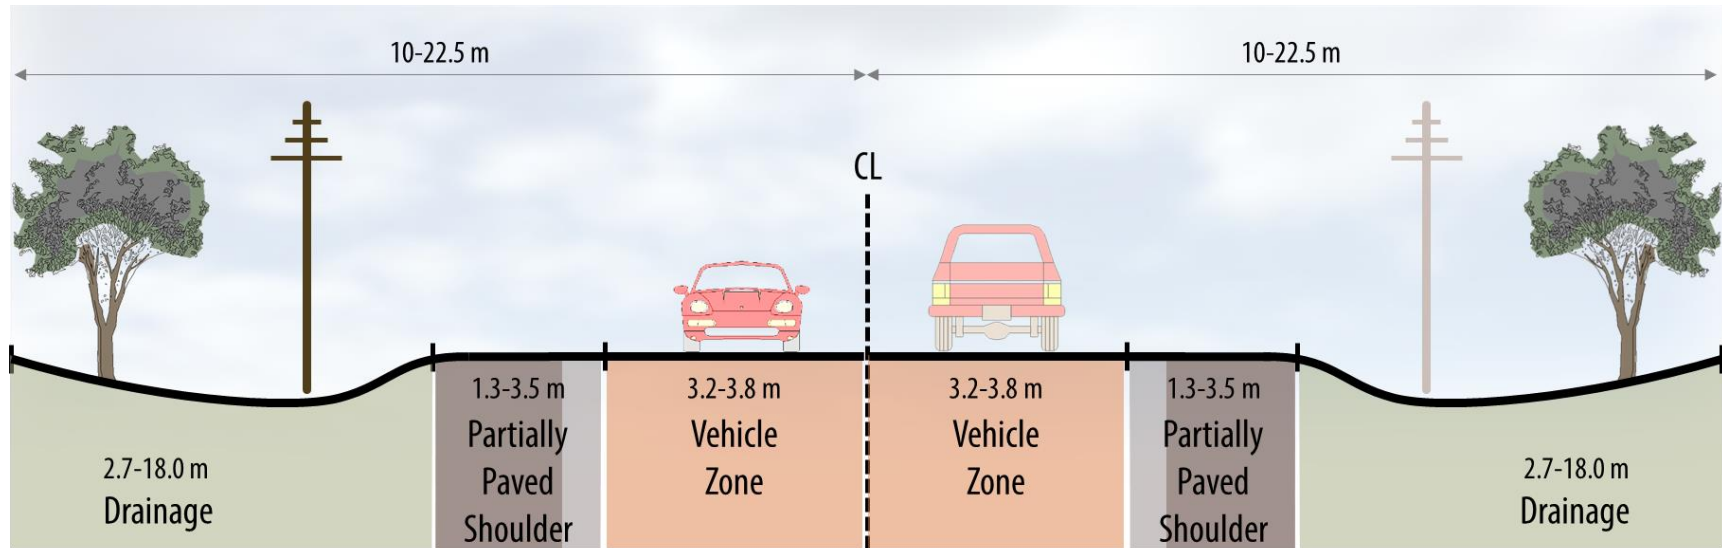 10-22.5 m
10-22.5 m
CL
1.3-3.5 m
Partially
Paved
Shoulder
3.2-3.8 m
Vehicle
Zone
3.2-3.8 m
Vehicle
Zone
1.3-3.5 m
Partially
Paved
Shoulder
2.7-18.0 m
Drainage
2.7-18.0 m
Drainage